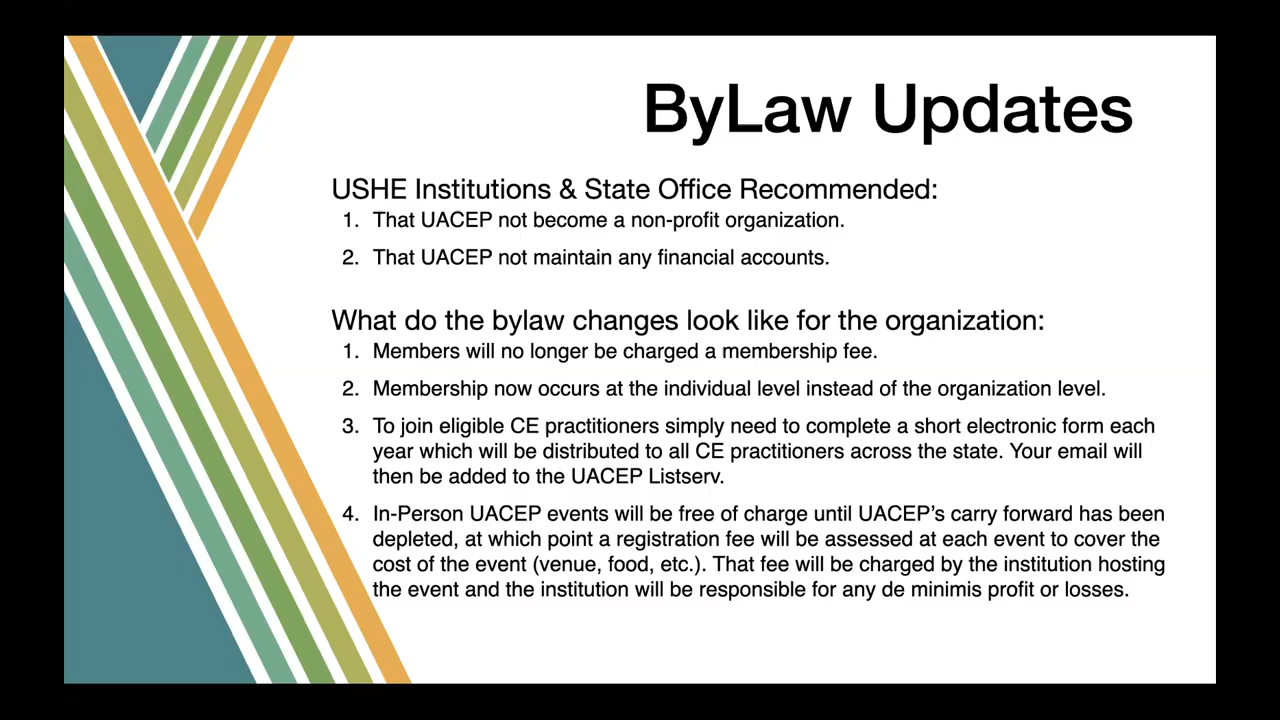 ByLaw Updates
USHE Institutions & State Office Recommended:
1. That UACEP not become a non-profit organization.
2. That UACEP not maintain any financial accounts.
What do the bylaw changes look like for the organization:
1. Members will no longer be charged a membership fee.
2. Membership now occurs at the individual level instead of the organization level.
3. To join eligible CE practitioners simply need to complete a short electronic form each
year which will be distributed to all CE practitioners across the state. Your email will
then be added to the UACEP Listserv.
4. In-Person UACEP events will be free of charge until UACEP’s carry forward has been
depleted, at which point a registration fee will be assessed at each event to cover the
cost of the event (venue, food, etc.). That fee will be charged by the institution hosting
the event and the institution will be responsible for any de minimis profit or losses.